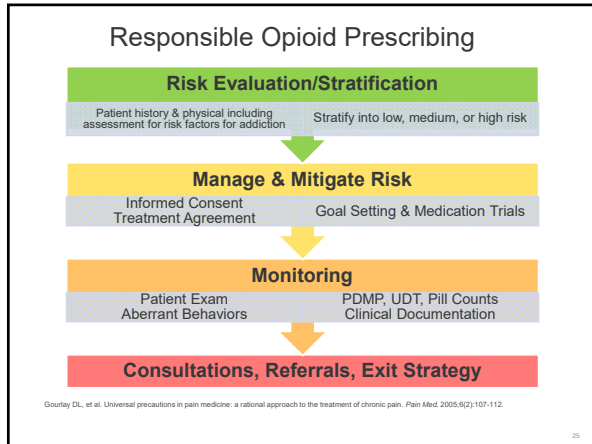 Responsible Opioid Prescribing
Risk Evaluation/Stratification
Patient history & physical including
assessment for risk factors for addiction
Stratify into low, medium, or high risk
Manage & Mitigate Risk
Informed Consent
Treatment Agreement
Goal Setting & Medication Trials
Monitoring
Patient Exam
Aberrant Behaviors
PDMP, UDT, Pill Counts
Clinical Documentation
Consultations, Referrals, Exit Strategy
Gourlay DL, et al. Universal precautions in pain medicine: a rational approach to the treatment of chronic pain. Pain Med. 2005;6(2):107-112.
25